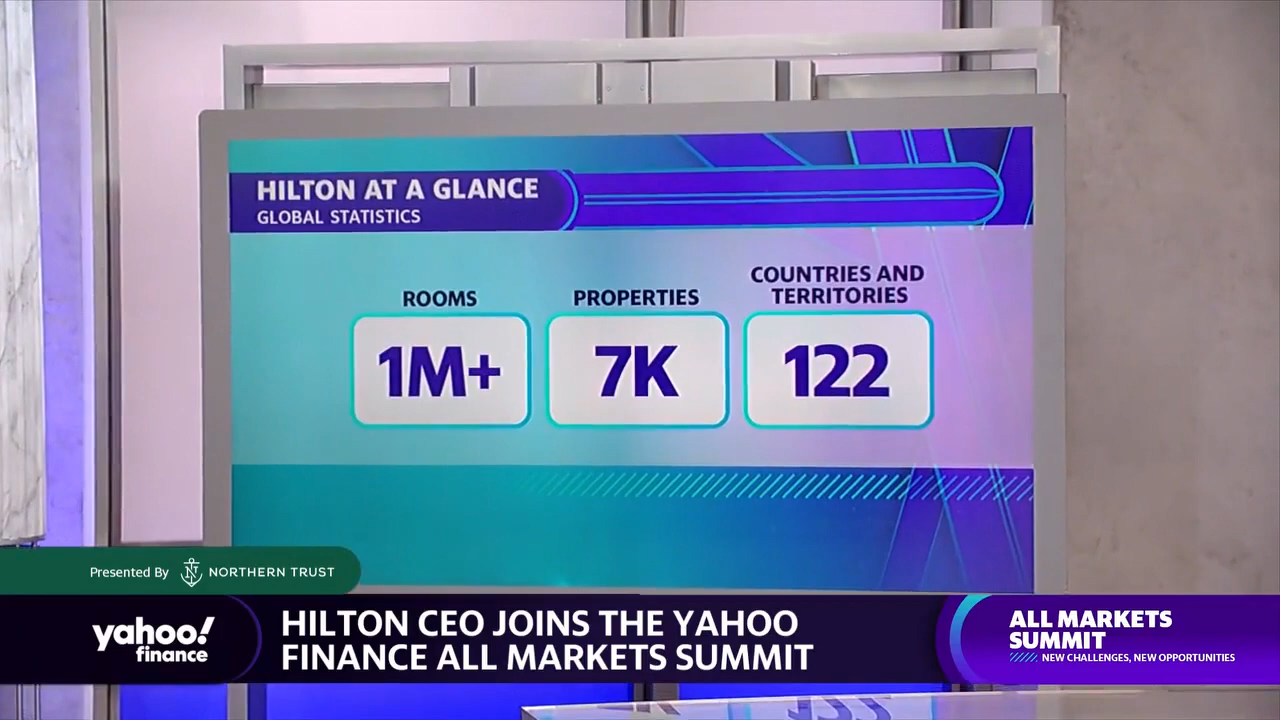 HILTON AT A GLANCE
GLOBAL STATISTICS
ROOMS
1M+
PROPERTIES
7K
COUNTRIES AND
TERRITORIES
122
Presented By NORTHERN TRUST
yahoo!
finance
HILTON CEO JOINS THE YAHOO
FINANCE ALL MARKETS SUMMIT
ALL MARKETS
SUMMIT
NEW CHALLENGES, NEW OPPORTUNITIES